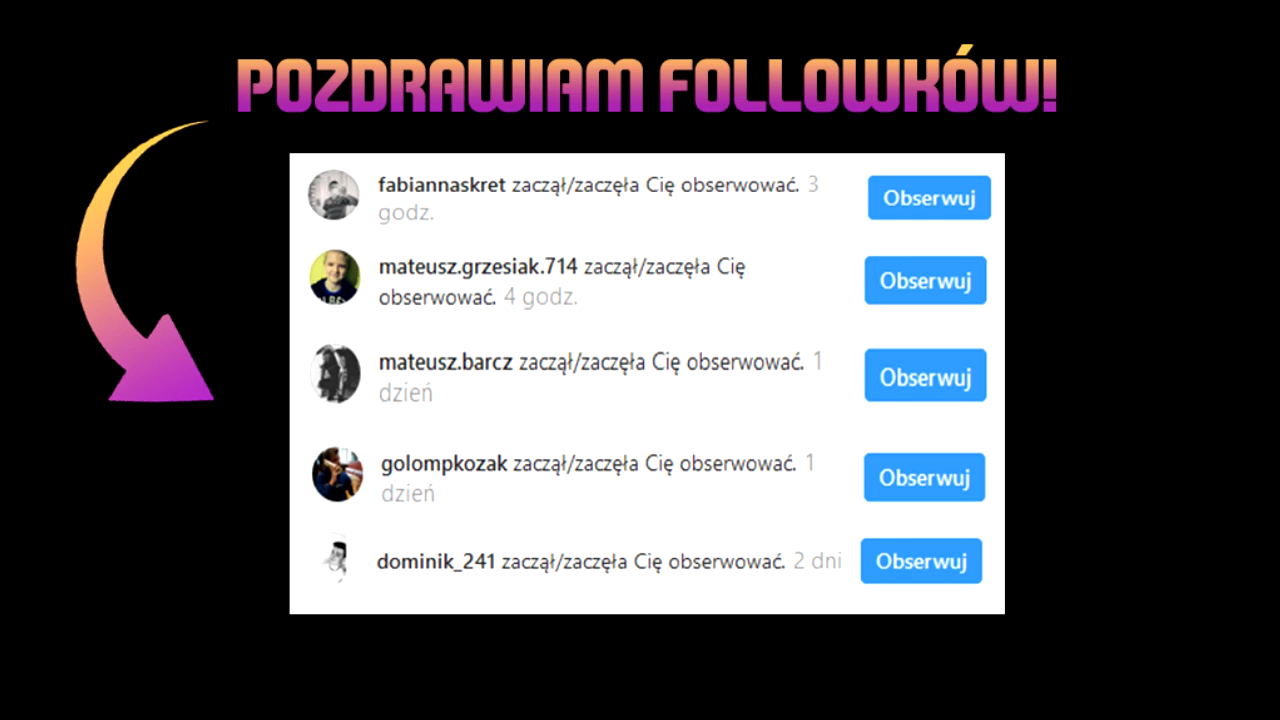 POZDRAWIAM FOLLOWKÓW!
fabiannaskret zaczął/zaczęła Cię obserwować. 3
godz.
Obserwuj
mateusz.grzesiak.714 zaczął/zaczęła Cię
obserwować. 4 godz.
Obserwuj
mateusz.barcz zaczął/zaczęła Cię obserwować. 1
dzień
Obserwuj
golompkozak zaczął/zaczęła Cię obserwować. 1
dzień
Obserwuj
dominik_241 zaczął/zaczęła Cię obserwować. 2 dni
Obserwuj